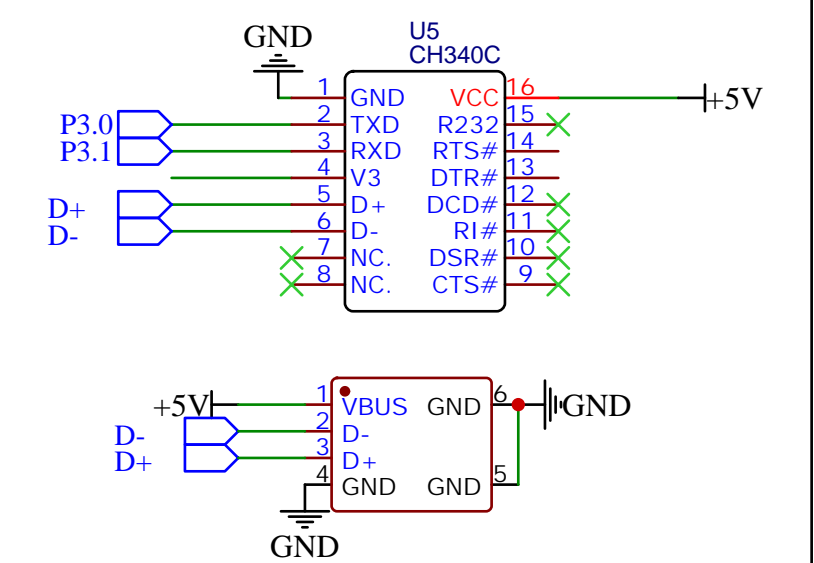 GND
U5
CH340C
1 GND VCC 16 +5V
P3.0 2 TXD R232 15
P3.1 3 RXD RTS# 14
4 V3 DTR# 13
D+ 5 D+ DCD# 12
D- 6 D- RI# 11
7 NC. DSR# 10
8 NC. CTS# 9
+5V 1 VBUS GND 6 GND
D- 2 D-
D+ 3 D+
4 GND GND 5
GND